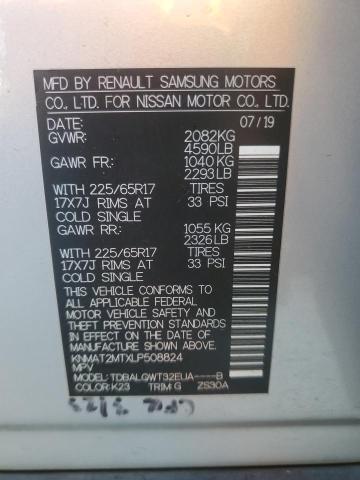 MFD BY RENAULT SAMSUNG MOTORS
CO., LTD. FOR NISSAN MOTOR CO., LTD.
DATE: 07/19
GVWR: 2082KG
4590LB
GAWR FR: 1040KG
2293LB
WITH 225/65R17 TIRES
17X7J RIMS AT 33 PSI
COLD SINGLE
GAWR RR: 1055 KG
2326LB
WITH 225/65R17 TIRES
17X7J RIMS AT 33 PSI
COLD SINGLE
THIS VEHICLE CONFORMS TO ALL
APPLICABLE FEDERAL
MOTOR VEHICLE SAFETY
THEFT PREVENTION AND BUMPER
STANDARDS IN EFFECT ON THE
DATE OF MANUFACTURE
SHOWN ABOVE
KNMAT2MTXLP508824
MPV
MODEL: TDBALQWT32EUA----B
COLOR:K23 TRIM:G ZS30A